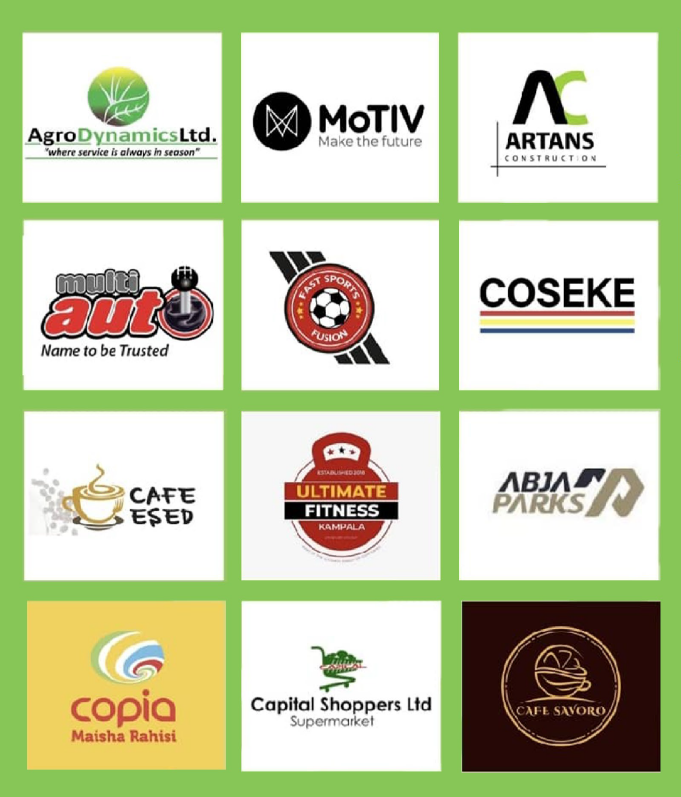 AgroDynamicsLtd.
"where service is always in season"
MoTIV
Make the future
AC
ARTANS
CONSTRUCTION
multi
auto
Name to be Trusted
FAST SPORTS
FUSION
COSEKE
CAFE
ESED
ESTABLISHED 2016
ULTIMATE
FITNESS
KAMPALA
ABJA
PARKS
copia
Maisha Rahisi
Capital Shoppers Ltd
Supermarket
CAFE SAVORO